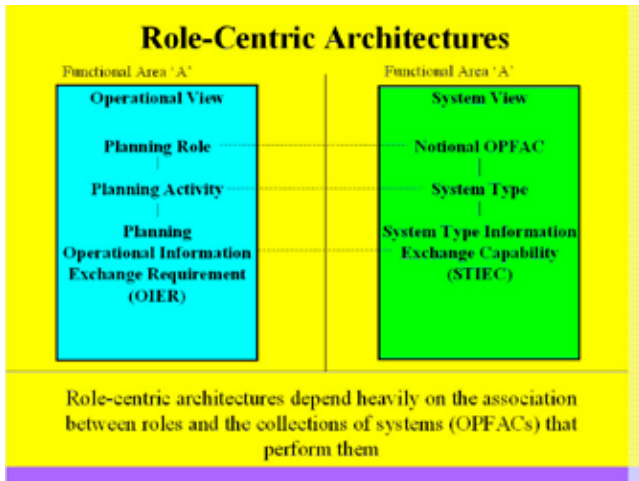 Role-Centric Architectures
Functional Area 'A'
Operational View
Planning Role
Planning Activity
Planning
Operational Information
Exchange Requirement
(OIER)
Functional Area 'A'
System View
Notional OPFAC
System Type
System Type Information
Exchange Capability
(STIEC)
Role-centric architectures depend heavily on the association
between roles and the collections of systems (OPFACs) that
perform them